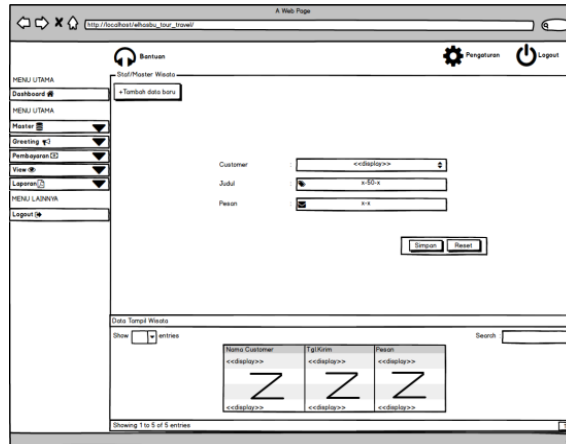 A Web Page
http://localhost/elhasbu_tour_travel/
Bantuan
Pengaturan
Logout
MENU UTAMA
Dashboard
MENU UTAMA
Master
Greeting
Pembayaran
View
Laporan
MENU LAINNYA
Logout
Staf/Master Wisata
+Tambah data baru
Customer : <<display>>
Judul : x-50-x
Pesan : x-x
Simpan Reset
Data Tampil Wisata
Show entries
Search
Nama Customer Tgl.Kirim Pesan
<<display>> <<display>> <<display>>
<<display>> <<display>> <<display>>
Showing 1 to 5 of 5 entries